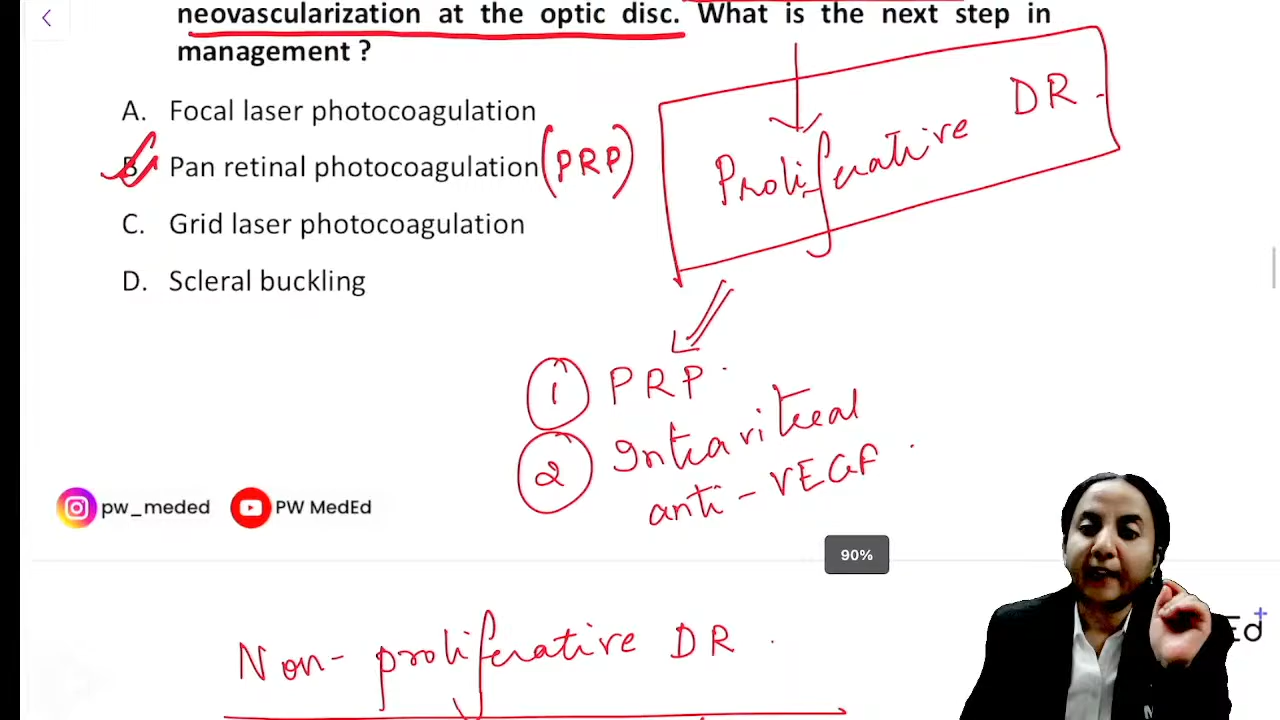 neovascularization at the optic disc. What is the next step in
management ?
A. Focal laser photocoagulation
B. Pan retinal photocoagulation (PRP)
C. Grid laser photocoagulation
D. Scleral buckling
Proliferative DR.
1 PRP.
2 Intravitreal
anti-VEGF.
pw_meded PW MedEd
90%
Ed
Non-proliferative DR.